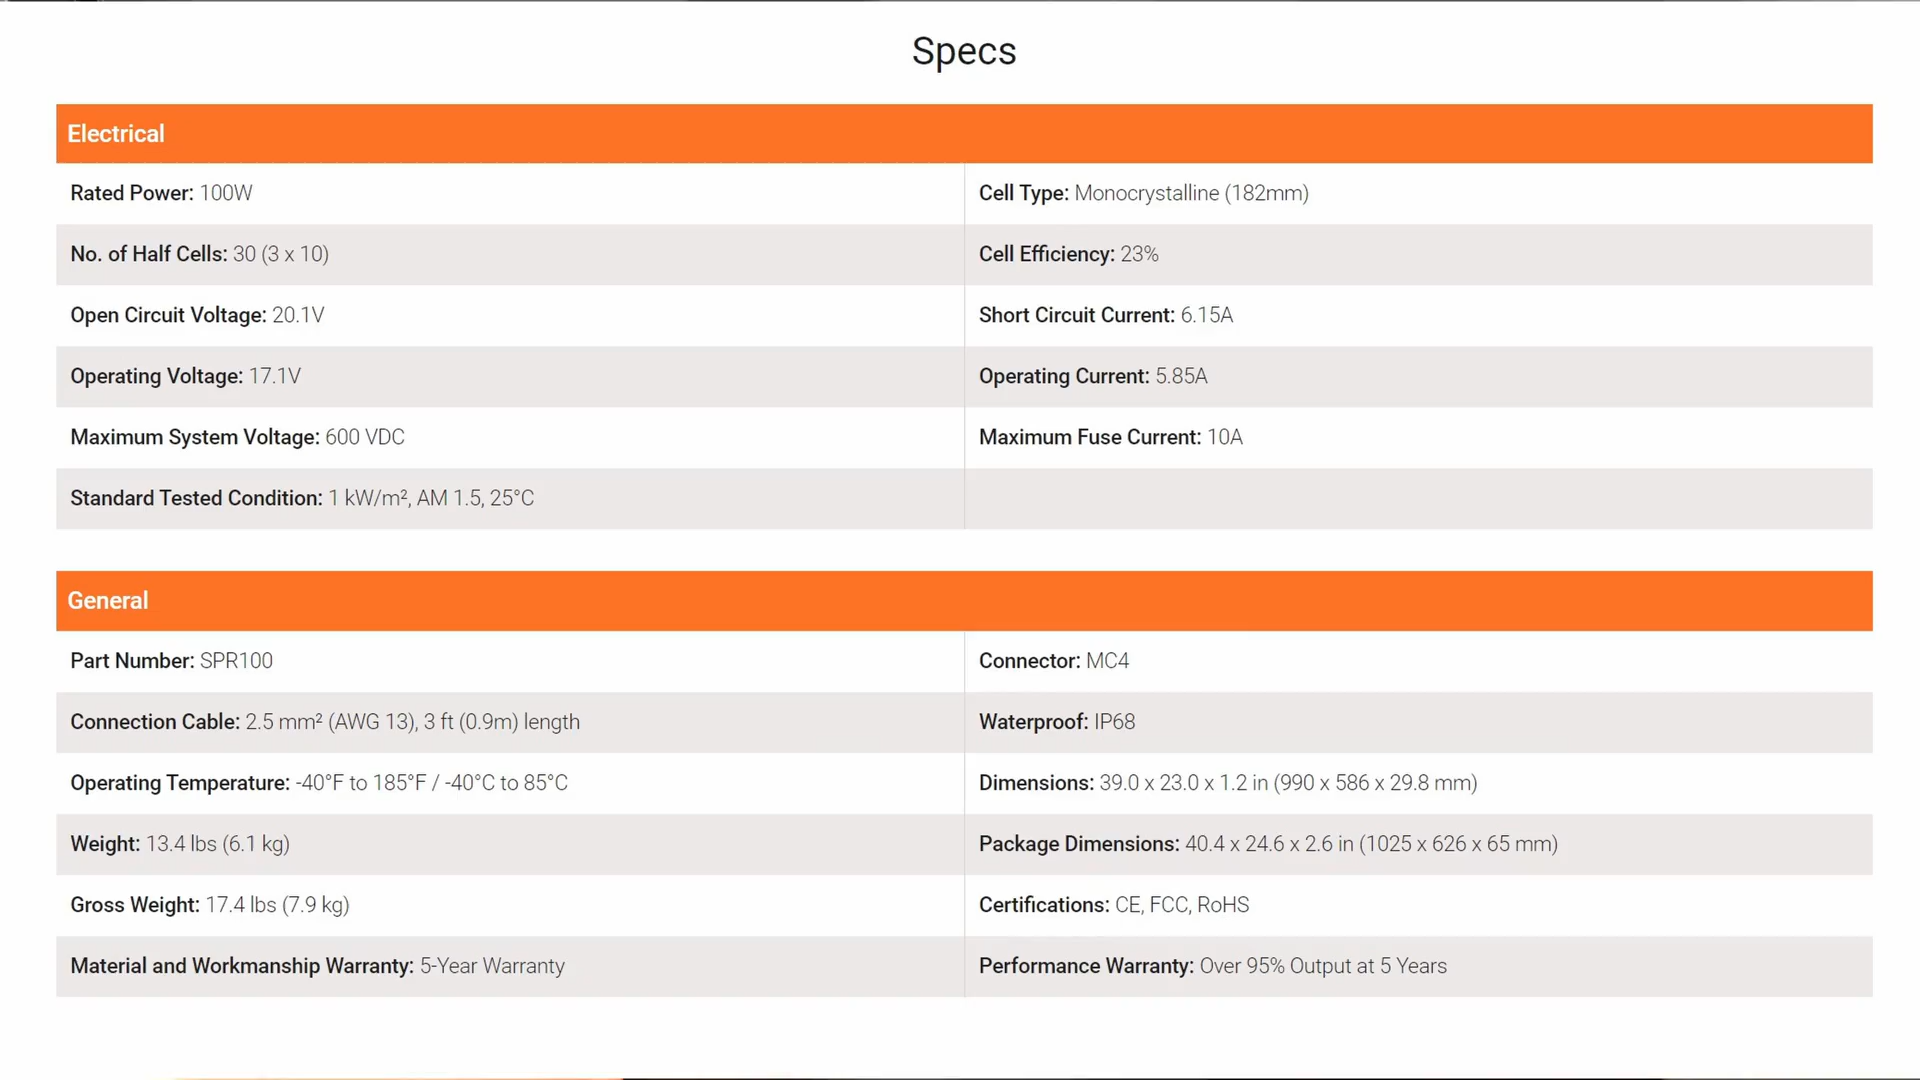 Specs
Electrical
Rated Power: 100W
Cell Type: Monocrystalline (182mm)
No. of Half Cells: 30 (3 x 10)
Cell Efficiency: 23%
Open Circuit Voltage: 20.1V
Short Circuit Current: 6.15A
Operating Voltage: 17.1V
Operating Current: 5.85A
Maximum System Voltage: 600 VDC
Maximum Fuse Current: 10A
Standard Tested Condition: 1 kW/m², AM 1.5, 25°C
General
Part Number: SPR100
Connector: MC4
Connection Cable: 2.5 mm² (AWG 13), 3 ft (0.9m) length
Waterproof: IP68
Operating Temperature: -40°F to 185°F / -40°C to 85°C
Dimensions: 39.0 x 23.0 x 1.2 in (990 x 586 x 29.8 mm)
Weight: 13.4 lbs (6.1 kg)
Package Dimensions: 40.4 x 24.6 x 2.6 in (1025 x 626 x 65 mm)
Gross Weight: 17.4 lbs (7.9 kg)
Certifications: CE, FCC, RoHS
Material and Workmanship Warranty: 5-Year Warranty
Performance Warranty: Over 95% Output at 5 Years